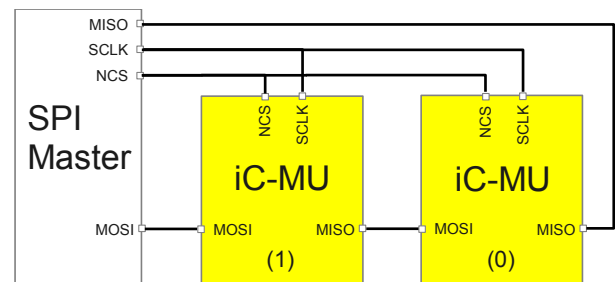 MISO
SCLK
NCS
SPI
Master
MOSI
NCS
SCLK
iC-MU
MOSI
MISO
(1)
NCS
SCLK
iC-MU
MOSI
MISO
(0)